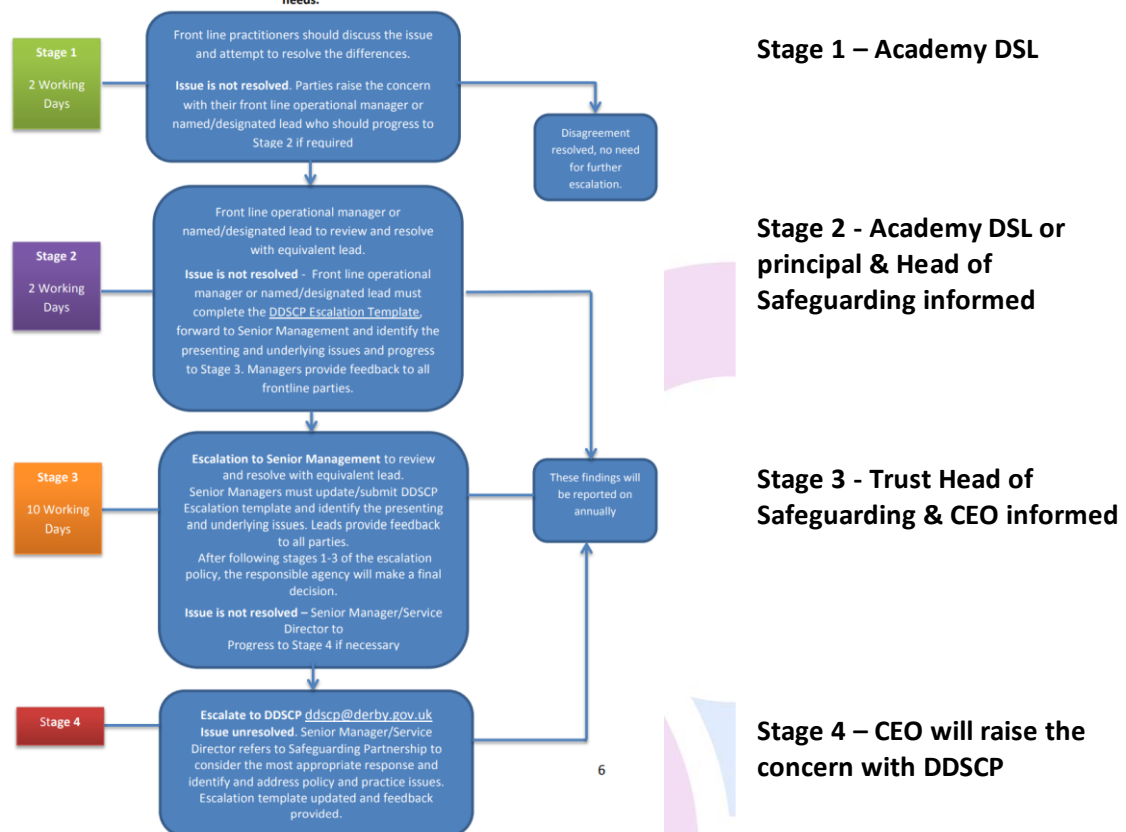 needs.
Stage 1
2 Working
Days
Front line practitioners should discuss the issue
and attempt to resolve the differences.
Issue is not resolved. Parties raise the concern
with their front line operational manager or
named/designated lead who should progress to
Stage 2 if required
Disagreement
resolved, no need
for further
escalation.
Stage 1 – Academy DSL
Stage 2
2 Working
Days
Front line operational manager or
named/designated lead to review and resolve
with equivalent lead.
Issue is not resolved - Front line operational
manager or named/designated lead must
complete the DDSCP Escalation Template,
forward to Senior Management and identify the
presenting and underlying issues and progress
to Stage 3. Managers provide feedback to all
frontline parties.
Stage 2 - Academy DSL or
principal & Head of
Safeguarding informed
Stage 3
10 Working
Days
Escalation to Senior Management to review
and resolve with equivalent lead.
Senior Managers must update/submit DDSCP
Escalation template and identify the presenting
and underlying issues. Leads provide feedback
to all parties.
After following stages 1-3 of the escalation
policy, the responsible agency will make a final
decision.
Issue is not resolved – Senior Manager/Service
Director to
Progress to Stage 4 if necessary
These findings will
be reported on
annually
Stage 3 - Trust Head of
Safeguarding & CEO informed
Stage 4
Escalate to DDSCP ddscp@derby.gov.uk
Issue unresolved. Senior Manager/Service
Director refers to Safeguarding Partnership to
consider the most appropriate response and
identify and address policy and practice issues.
Escalation template updated and feedback
provided.
6
Stage 4 – CEO will raise the
concern with DDSCP